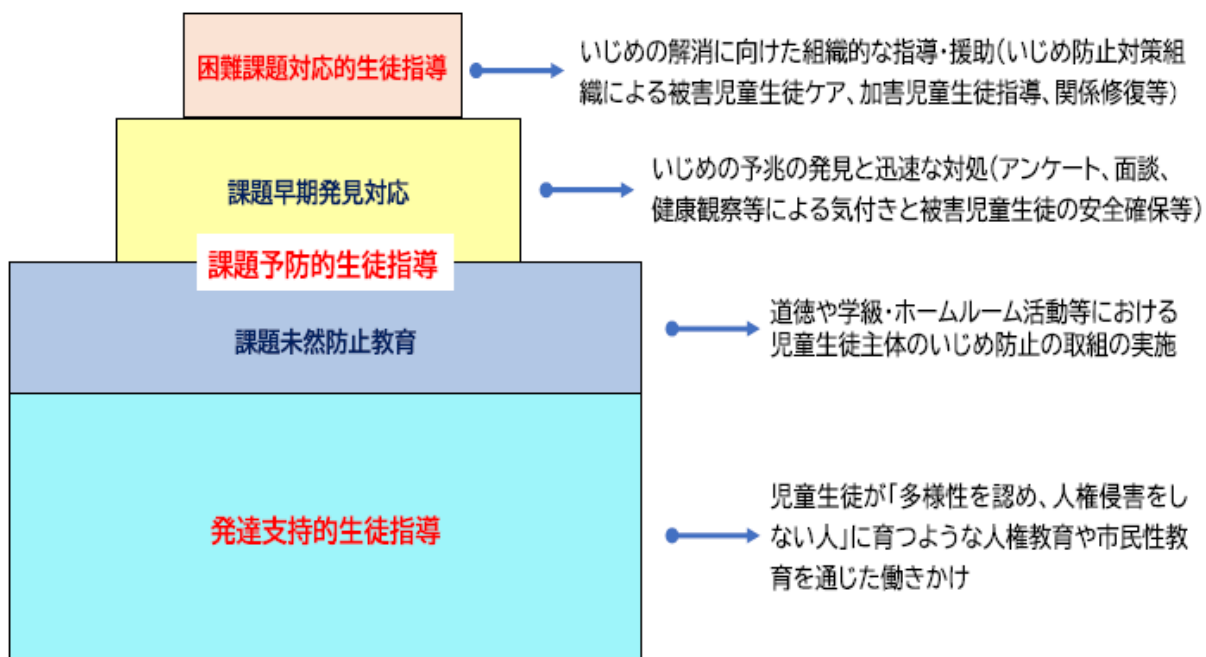 困難課題対応的生徒指導
いじめの解消に向けた組織的な指導・援助(いじめ防止対策組
織による被害児童生徒ケア、加害児童生徒指導、関係修復等)
課題早期発見対応
いじめの予兆の発見と迅速な対処(アンケート、面談、
健康観察等による気付きと被害児童生徒の安全確保等)
課題予防的生徒指導
課題未然防止教育
道徳や学級・ホームルーム活動等における
児童生徒主体のいじめ防止の取組の実施
発達支持的生徒指導
児童生徒が「多様性を認め、人権侵害をし
ない人」に育つような人権教育や市民性教
育を通じた働きかけ